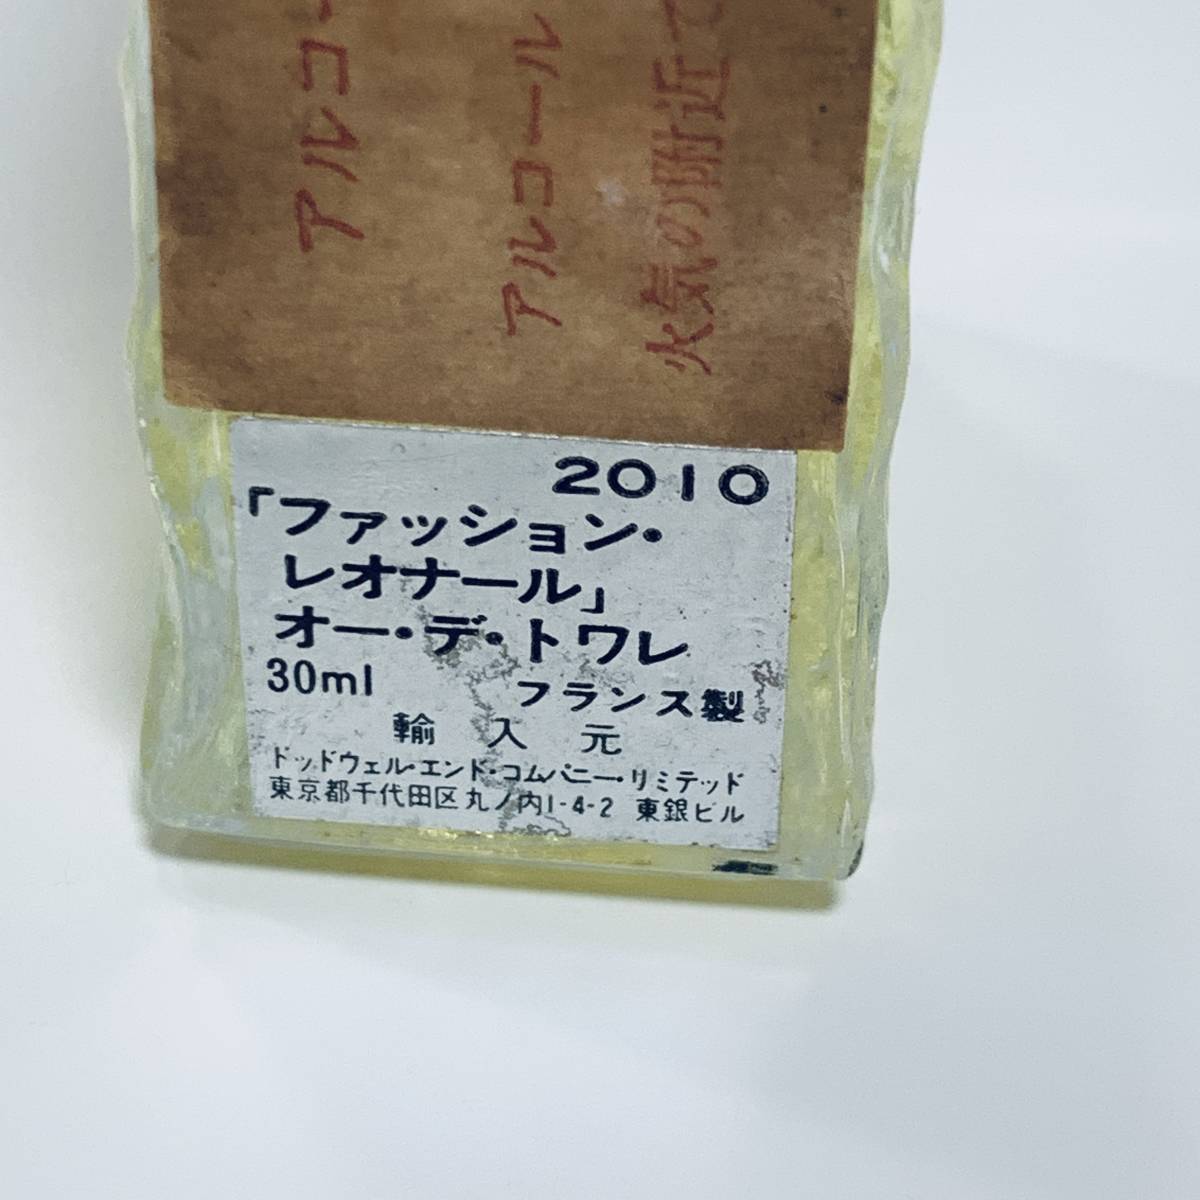 アルコー
アルコール
火気の附近で
2010
「ファッション・
レオナール」
オー・デ・トワレ
30ml フランス製
輸入元
ドッドウェル・エンド・コムパニー・リミテッド
東京都千代田区丸ノ内1-4-2 東銀ビル